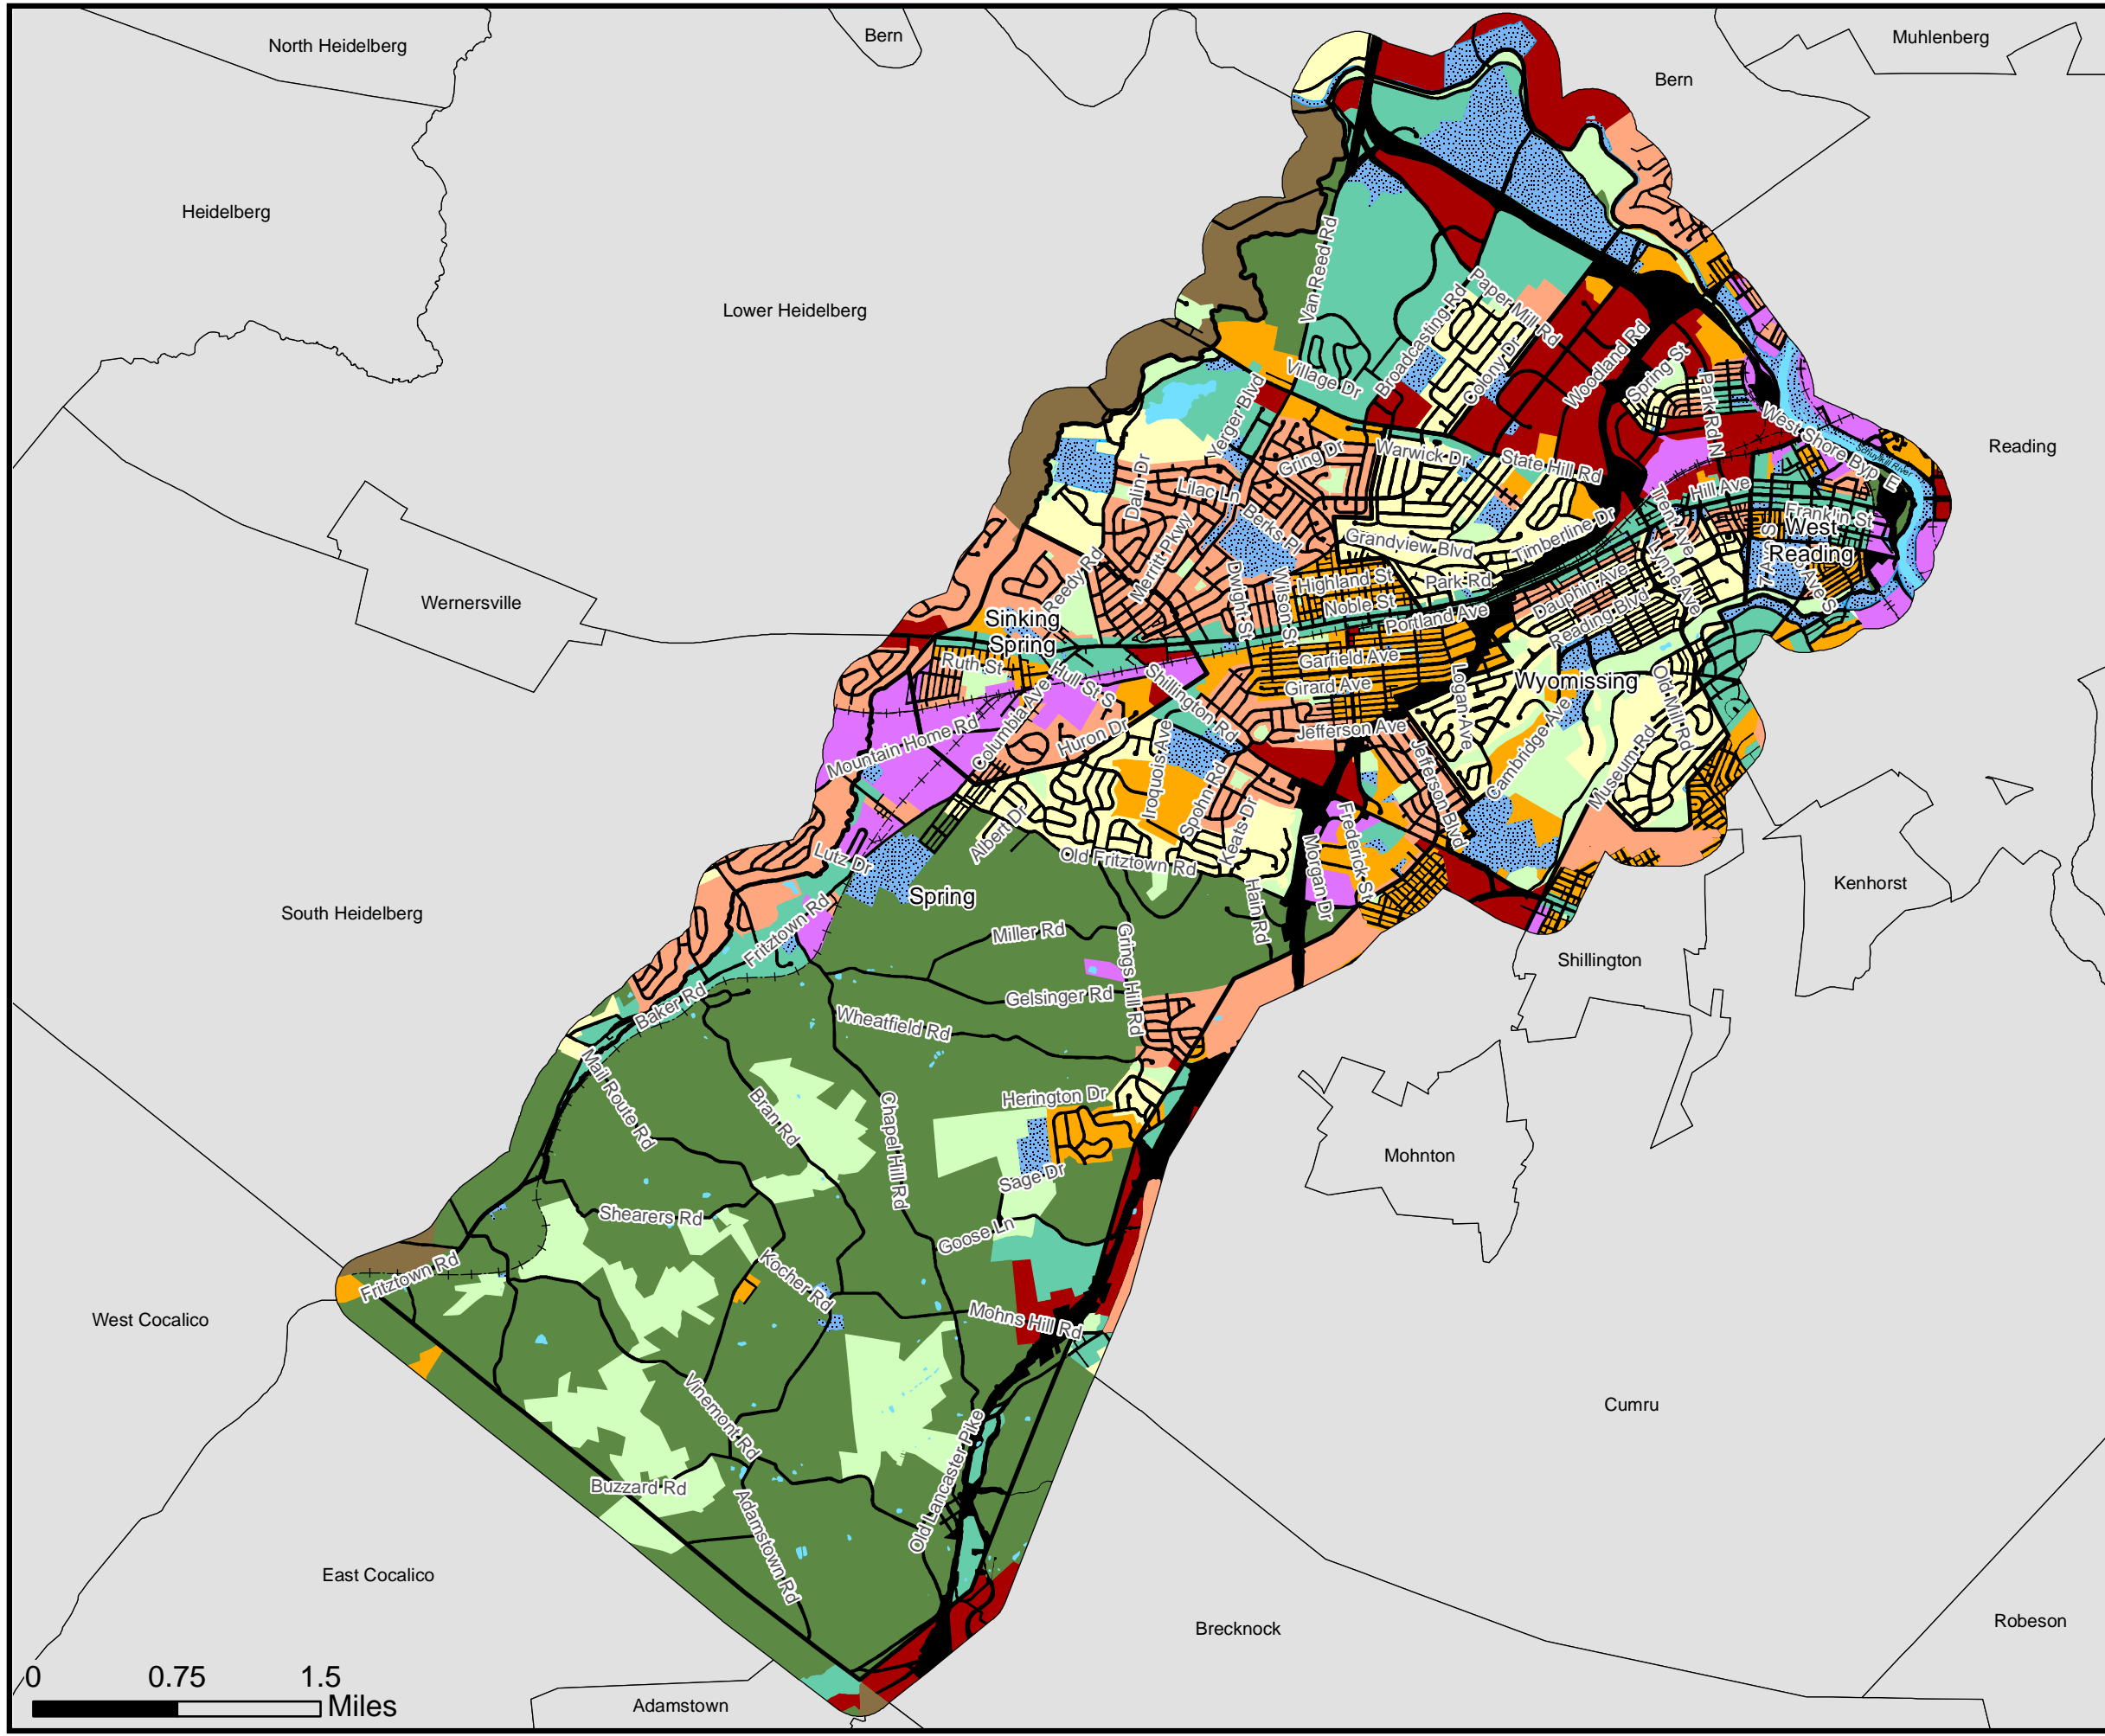 North Heidelberg
Bern
Muhlenberg
Bern
Heidelberg
Lower Heidelberg
Van Reed Rd
Paper Mill Rd
Broadcasting Rd
Colony Dr
Woodland Rd
Spring St
Park Rd N
Village Dr
Yerger Blvd
West Shore Byp
Schuylkill River
E
Reading
Gring Dr
Warwick Dr
State Hill Rd
Dalin Dr
Lilac Ln
Berks Pl
Hill Ave
Tern Ave
Franklin St
West
Reading
Grandview Blvd
Timberline Dr
Merritt Pkwy
Reedy Rd
Dwight St
Wilson St
Highland St
Park Rd
Noble St
Portland Ave
Dauphin Ave
Reading Blvd
Lynne Ave
Wernersville
Sinking
Spring
Ruth St
Hull St S
Columbia Ave
Shillington Rd
Garfield Ave
Girard Ave
Logan Ave
Wyomissing
Old Mill Rd
Mountain Home Rd
Huron Dr
Iroquois Ave
Jefferson Ave
Jefferson Blvd
Cambridge Ave
Museum Rd
Spohn Rd
Keats Dr
Albert Dr
Old Fritztown Rd
Lutz Dr
Hain Rd
Morgan Dr
Frederick St
Kenhorst
South Heidelberg
Spring
Fritztown Rd
Miller Rd
Grings Hill Rd
Shillington
Gelsinger Rd
Baker Rd
Wheatfield Rd
Mail Route Rd
Bran Rd
Chapel Hill Rd
Herington Dr
Sage Dr
Mohnton
Shearers Rd
Goose Ln
Kocher Rd
Fritztown Rd
Mohns Hill Rd
West Cocalico
Vinemont Rd
Old Lancaster Pike
Cumru
Buzzard Rd
Adamstown Rd
East Cocalico
Brecknock
Robeson
0
0.75
1.5
Miles
Adamstown